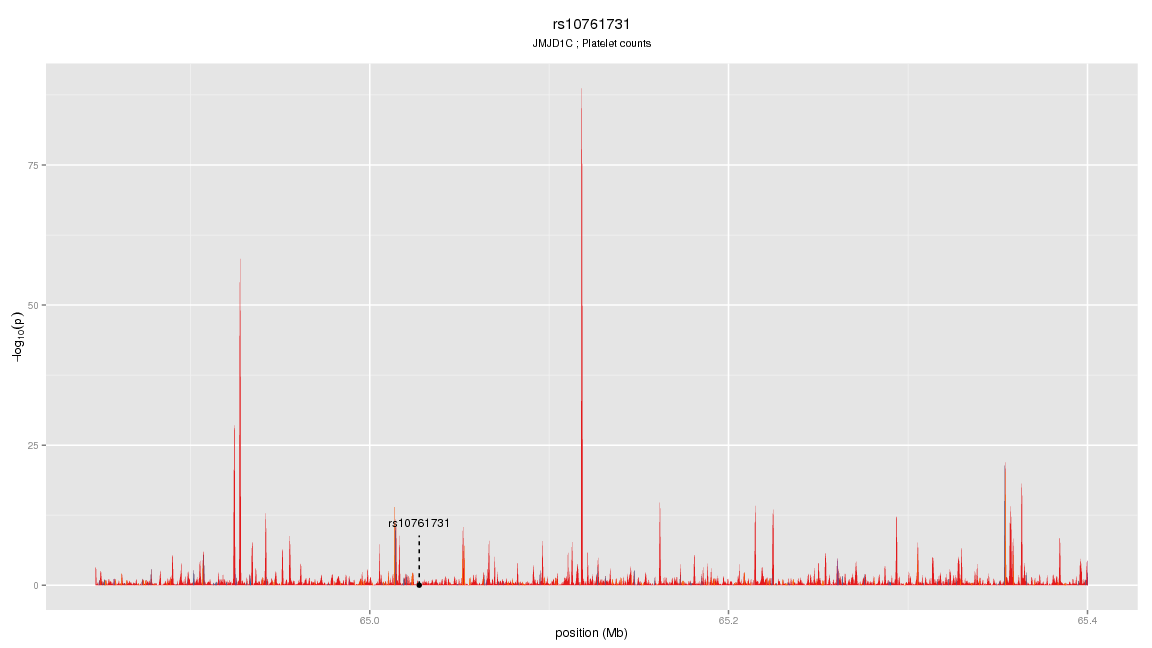 rs10761731
JMJD1C ; Platelet counts
−log10(p)
75
50
25
0
rs10761731
65.0
65.2
65.4
position (Mb)